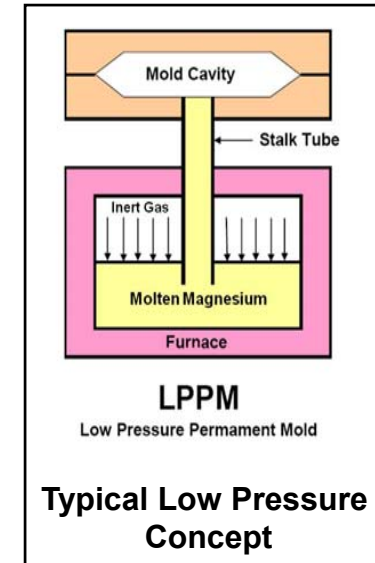 Mold Cavity
Stalk Tube
Inert Gas
Molten Magnesium
Furnace
LPPM
Low Pressure Permament Mold
Typical Low Pressure
Concept